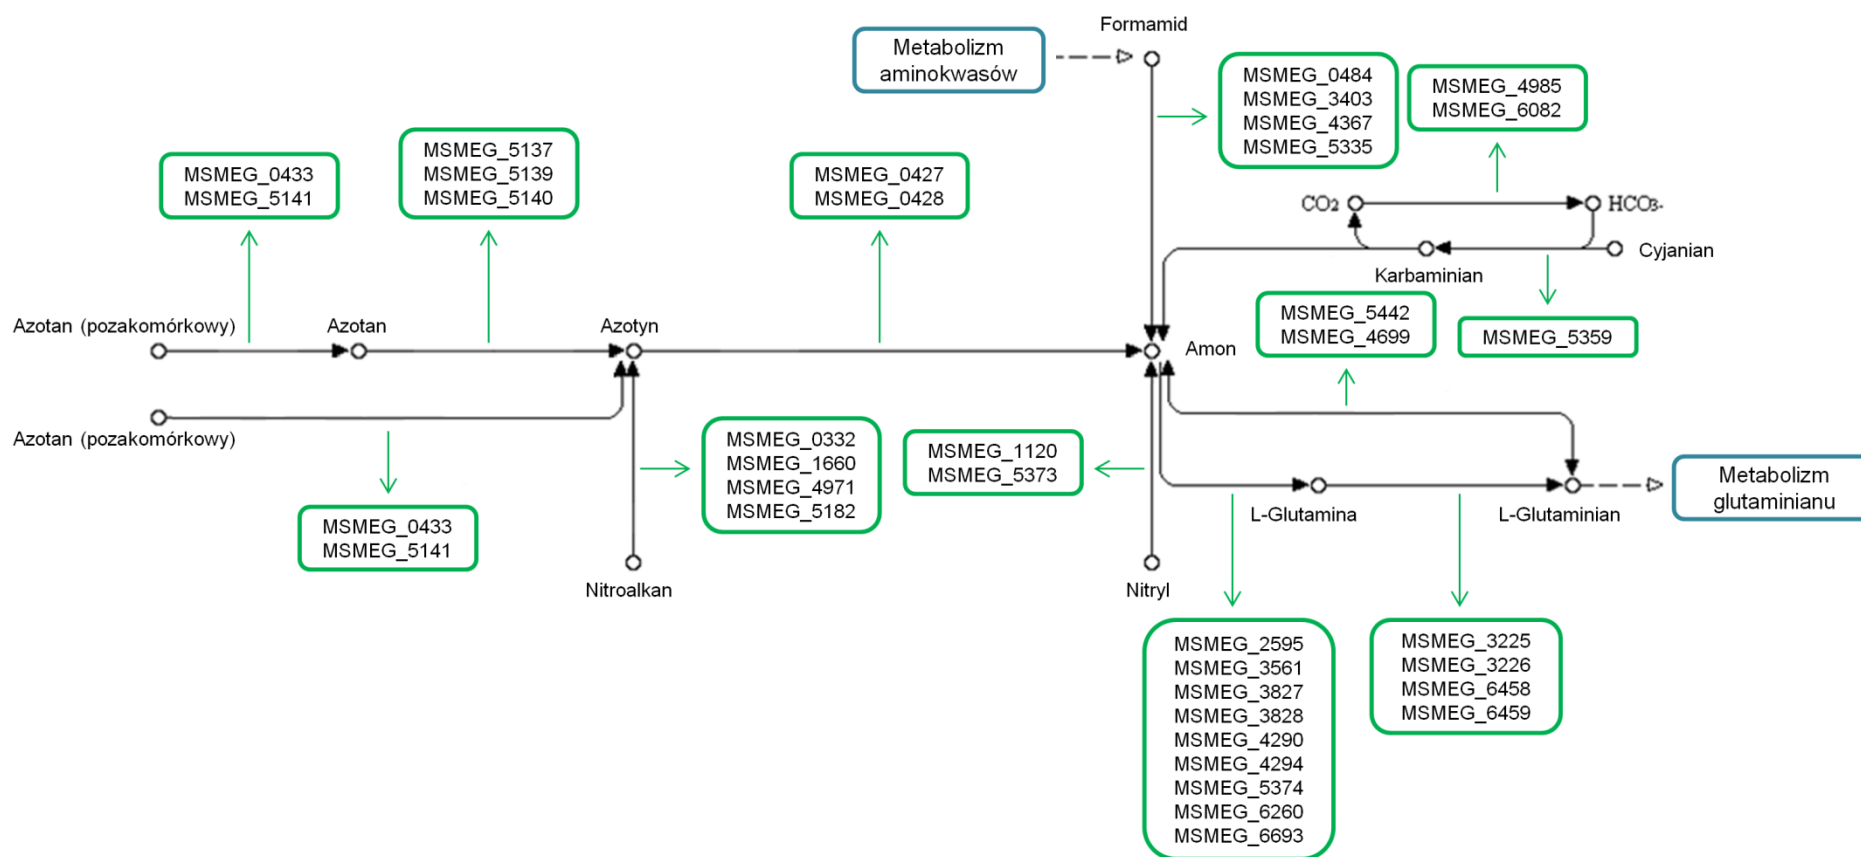 Formamid
Metabolizm
aminokwasów
MSMEG_0484
MSMEG_3403
MSMEG_4367
MSMEG_5335
MSMEG_4985
MSMEG_6082
MSMEG_0433
MSMEG_5141
MSMEG_5137
MSMEG_5139
MSMEG_5140
MSMEG_0427
MSMEG_0428
CO2
HCO3-
Karbaminian
Cyjanian
Azotan (pozakomórkowy)
Azotan
Azotyn
Amon
MSMEG_5442
MSMEG_4699
MSMEG_5359
Azotan (pozakomórkowy)
MSMEG_0433
MSMEG_5141
MSMEG_0332
MSMEG_1660
MSMEG_4971
MSMEG_5182
MSMEG_1120
MSMEG_5373
L-Glutamina
L-Glutaminian
Metabolizm
glutaminianu
Nitroalkan
Nitryl
MSMEG_2595
MSMEG_3561
MSMEG_3827
MSMEG_3828
MSMEG_4290
MSMEG_4294
MSMEG_5374
MSMEG_6260
MSMEG_6693
MSMEG_3225
MSMEG_3226
MSMEG_6458
MSMEG_6459